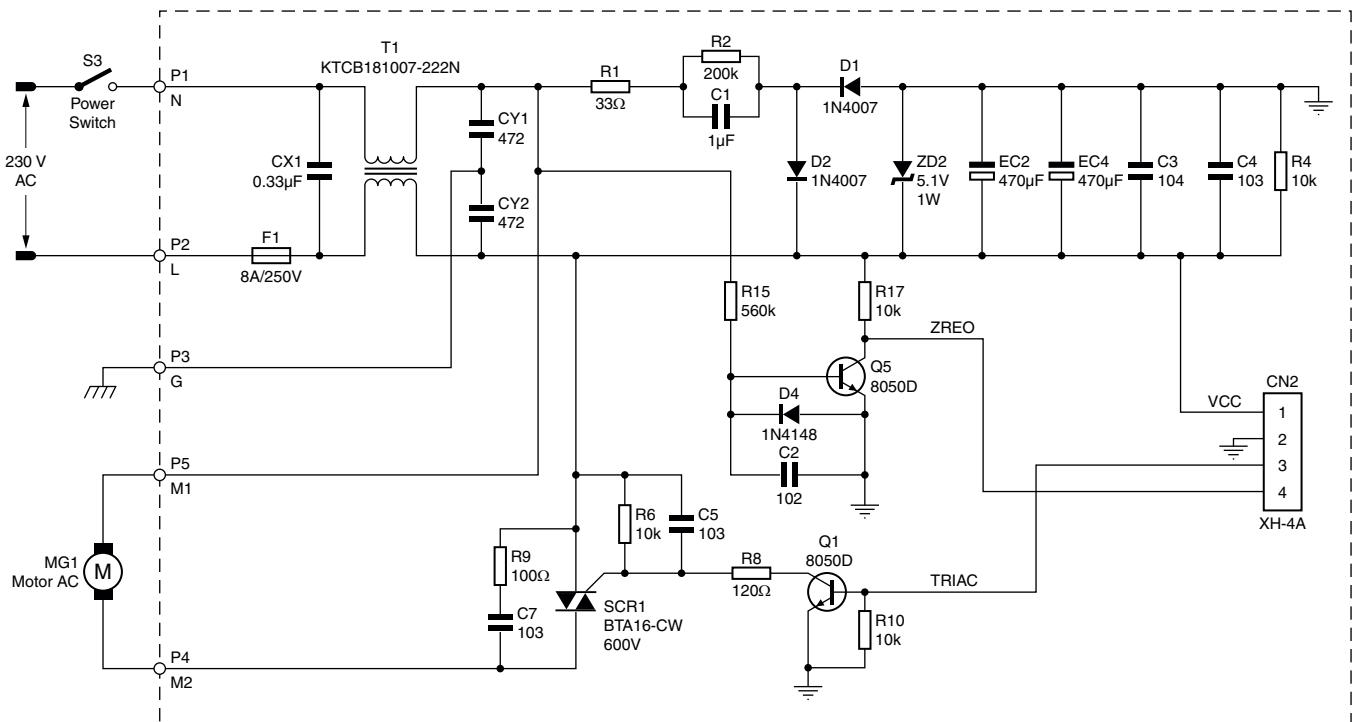 S3
Power
Switch
230 V
AC
P1
N
T1
KTCB181007-222N
CX1
0.33µF
CY1
472
CY2
472
R1
33Ω
R2
200k
C1
1µF
D1
1N4007
D2
1N4007
ZD2
5.1V
1W
EC2
470µF
EC4
470µF
C3
104
C4
103
R4
10k
P2
L
F1
8A/250V
R15
560k
R17
10k
ZREO
Q5
8050D
D4
1N4148
C2
102
P3
G
VCC
CN2
1
2
3
4
XH-4A
P5
M1
MG1
Motor AC
M
R9
100Ω
C7
103
R6
10k
C5
103
SCR1
BTA16-CW
600V
R8
120Ω
Q1
8050D
TRIAC
R10
10k
P4
M2